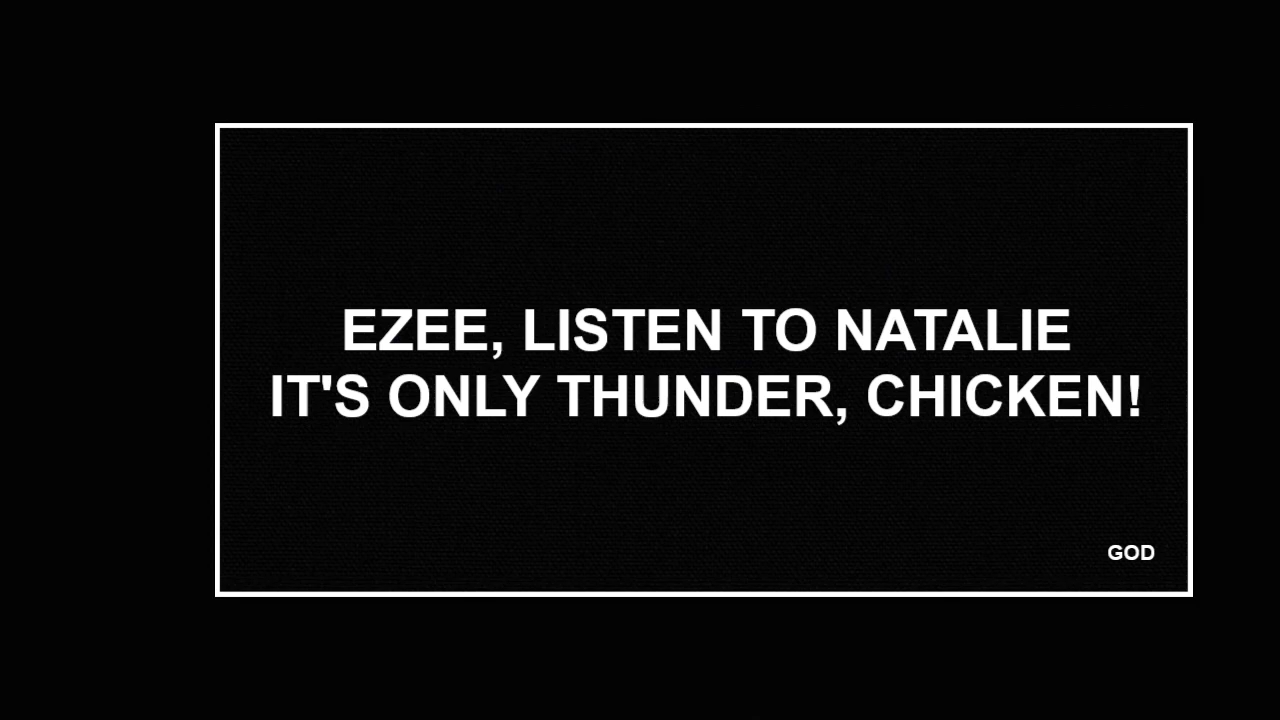 EZEE, LISTEN TO NATALIE
IT'S ONLY THUNDER, CHICKEN!
GOD